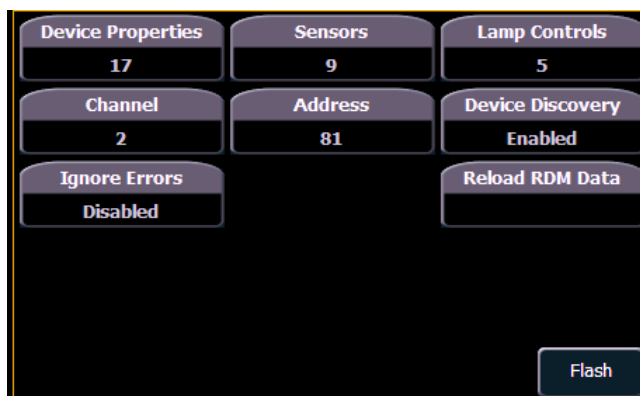 Device Properties
Sensors
Lamp Controls
17
9
5
Channel
Address
Device Discovery
2
81
Enabled
Ignore Errors
Reload RDM Data
Disabled
Flash